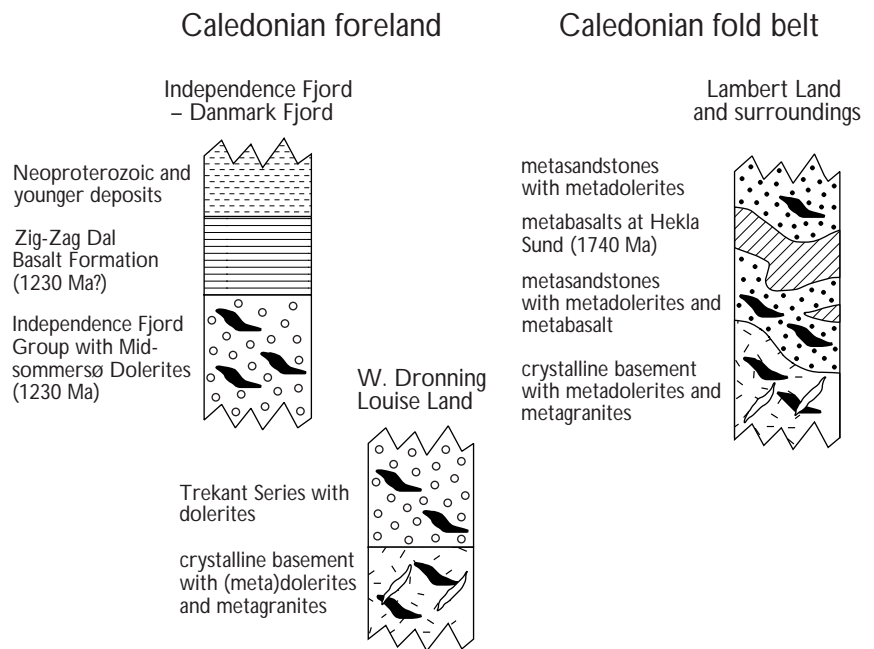 Caledonian foreland
Caledonian fold belt
Independence Fjord
– Danmark Fjord
Neoproterozoic and
younger deposits
Zig-Zag Dal
Basalt Formation
(1230 Ma?)
Independence Fjord
Group with Mid-
sommersø Dolerites
(1230 Ma)
W. Dronning
Louise Land
Trekant Series with
dolerites
crystalline basement
with (meta)dolerites
and metagranites
Lambert Land
and surroundings
metasandstones
with metadolerites
metabasalts at Hekla
Sund (1740 Ma)
metasandstones
with metadolerites and
metabasalt
crystalline basement
with metadolerites and
metagranites